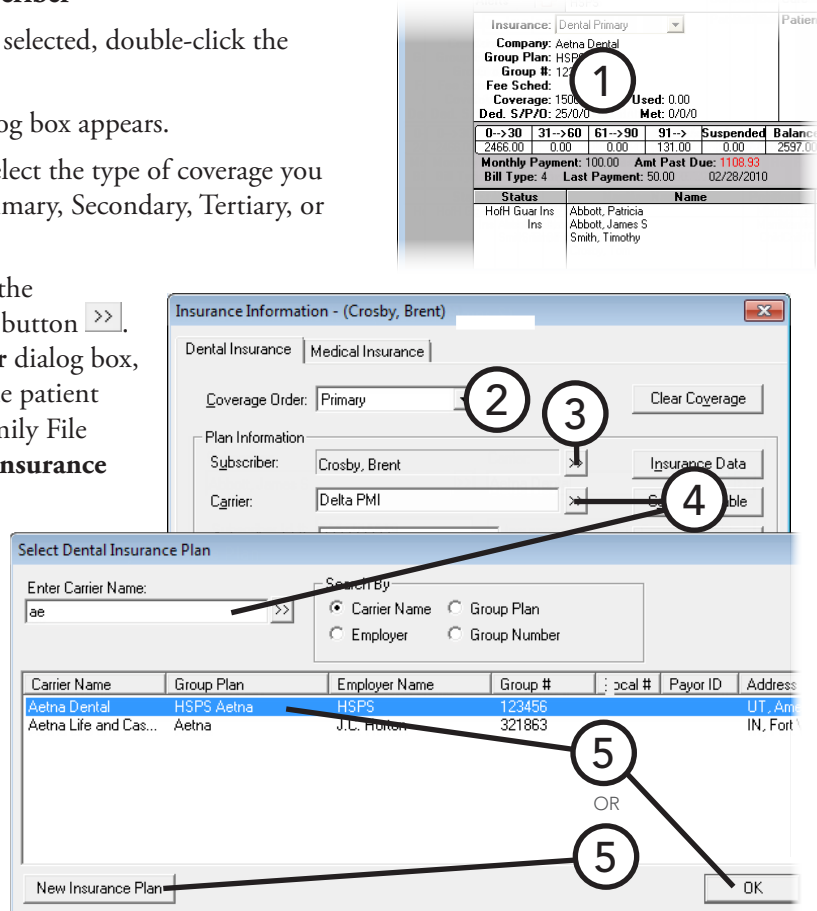 selected, double-click the
log box appears.
elect the type of coverage you
mary, Secondary, Tertiary, or
the
button >>.
r dialog box,
e patient
mily File
nsurance
Insurance: Dental Primary
Company: Aetna Dental
Group Plan:
Group #:
Fee Sched:
Coverage: Used: 0.00
Ded. S/P/O: 25/0/0 Met: 0/0/0
1
0-->30 31-->60 61-->90 91--> Suspended Balance
2466.00 0.00 0.00 131.00 0.00 2597.00
Monthly Payment: 100.00 Amt Past Due: 1108.93
Bill Type: 4 Last Payment: 50.00 02/28/2010
Status Name
HofH Guar Ins Abbott, Patricia
Ins Abbott, James S
Smith, Timothy
Insurance Information - (Crosby, Brent)
Dental Insurance Medical Insurance
Coverage Order: Primary 2 Clear Coverage
3
Plan Information
Subscriber: Crosby, Brent >> Insurance Data
Carrier: Delta PMI >>
4
Select Dental Insurance Plan
Enter Carrier Name:
ae >>
Search By
Carrier Name Group Plan
Employer Group Number
Carrier Name Group Plan Employer Name Group # ocal # Payor ID Address
Aetna Dental HSPS Aetna HSPS 123456 UT, Ame
Aetna Life and Cas... Aetna J.C. 321863 IN, Fort
5
OR
5
New Insurance Plan OK